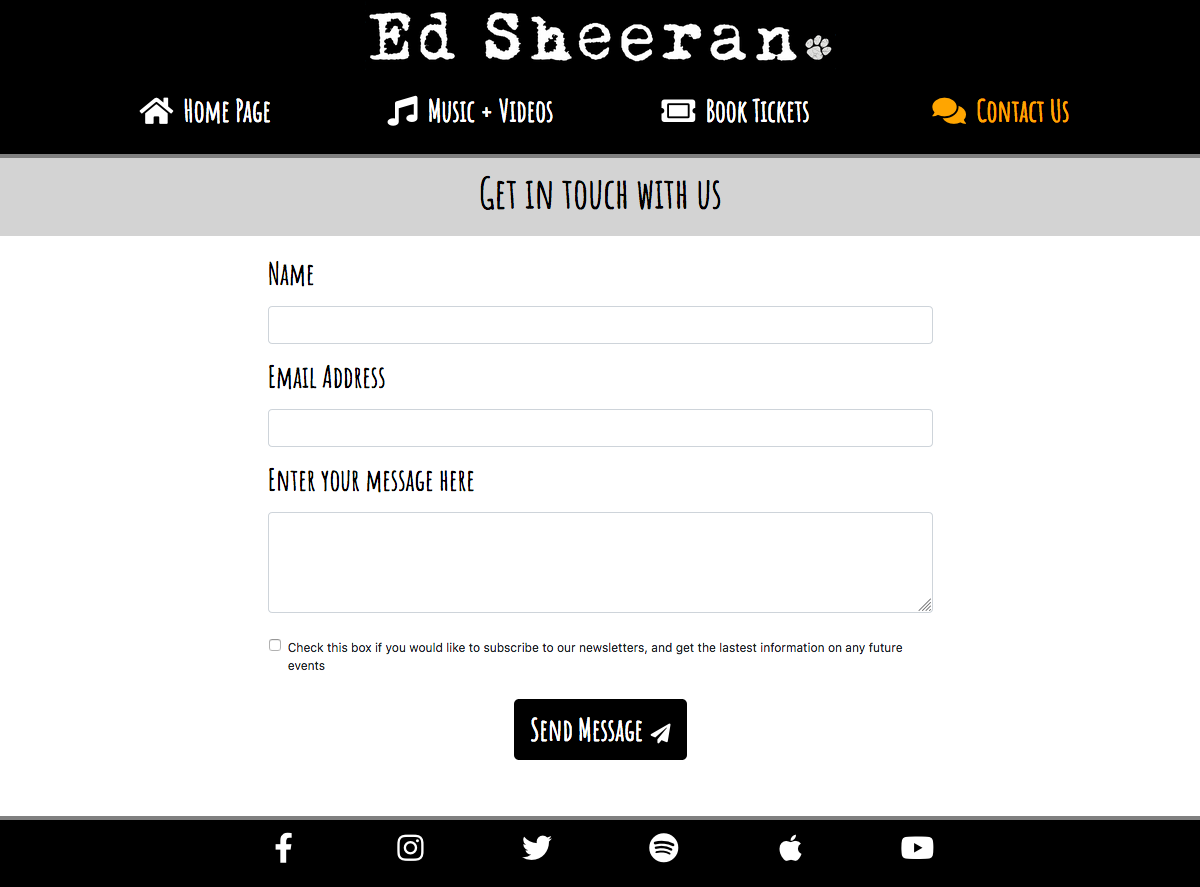 Ed Sheeran
Home Page
Music + Videos
Book Tickets
Contact Us
Get in touch with us
Name
Email Address
Enter your message here
Check this box if you would like to subscribe to our newsletters, and get the lastest information on any future
events
Send Message